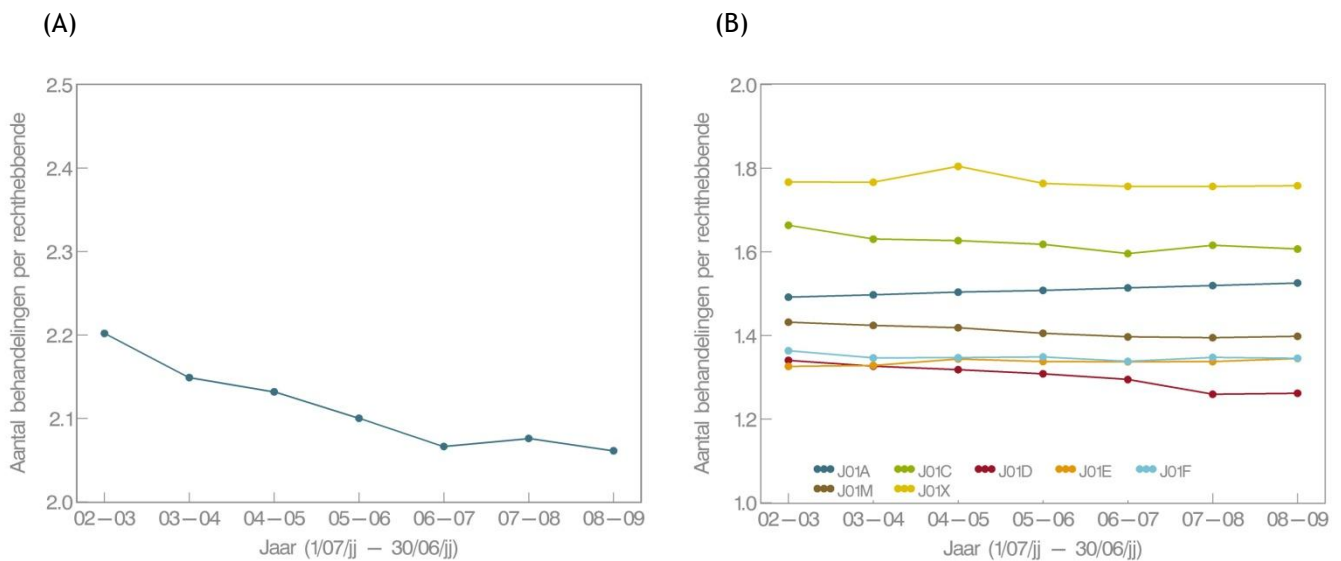 (A)
(B)
Aantal behandelingen per rechthebbende
2.5
2.4
2.3
2.2
2.1
2.0
02–03 03–04 04–05 05–06 06–07 07–08 08–09
Jaar (1/07/jj – 30/06/jj)
Aantal behandelingen per rechthebbende
2.0
1.8
1.6
1.4
1.2
1.0
J01A J01C J01D J01E J01F
J01M J01X
02–03 03–04 04–05 05–06 06–07 07–08 08–09
Jaar (1/07/jj – 30/06/jj)